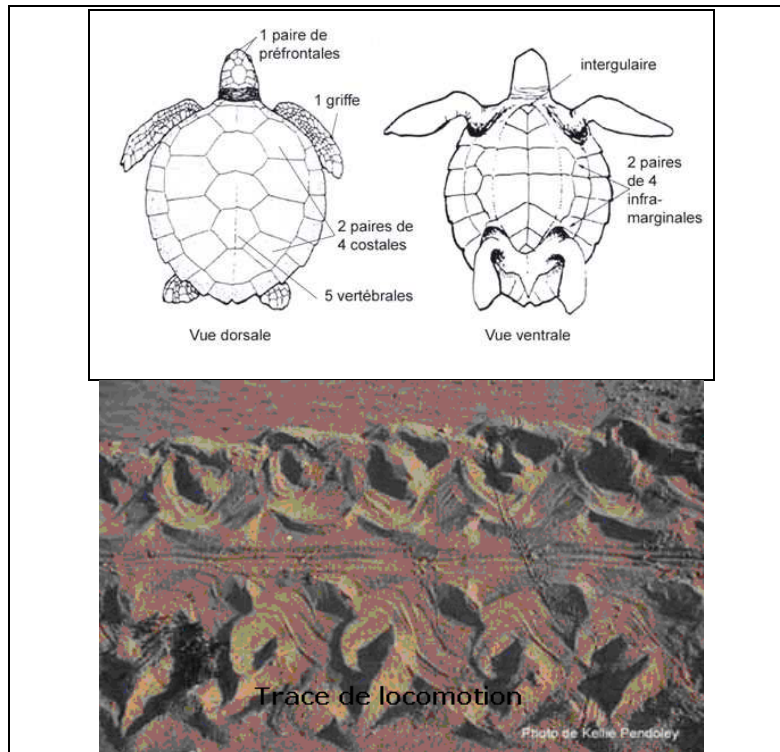 1 paire de
préfrontales
1 griffe
2 paires de
4 costales
5 vertébrales
Vue dorsale
intergulaire
2 paires
de 4
infra-
marginales
Vue ventrale
Trace de locomotion
Photo de Kellie Pendoley